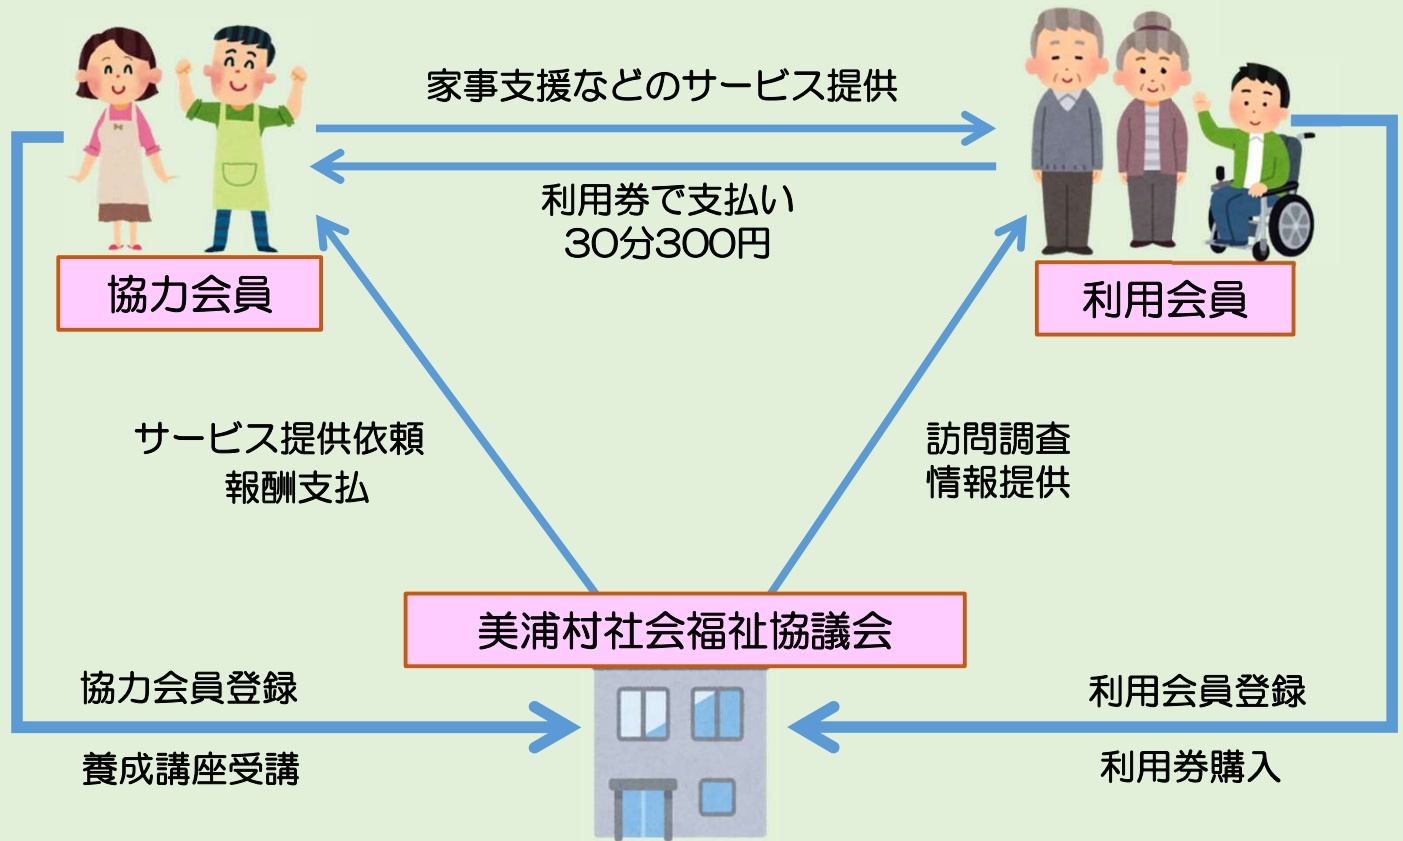 家事支援などのサービス提供
利用券で支払い
30分300円
協力会員
利用会員
サービス提供依頼
報酬支払
訪問調査
情報提供
美浦村社会福祉協議会
協力会員登録
養成講座受講
利用会員登録
利用券購入